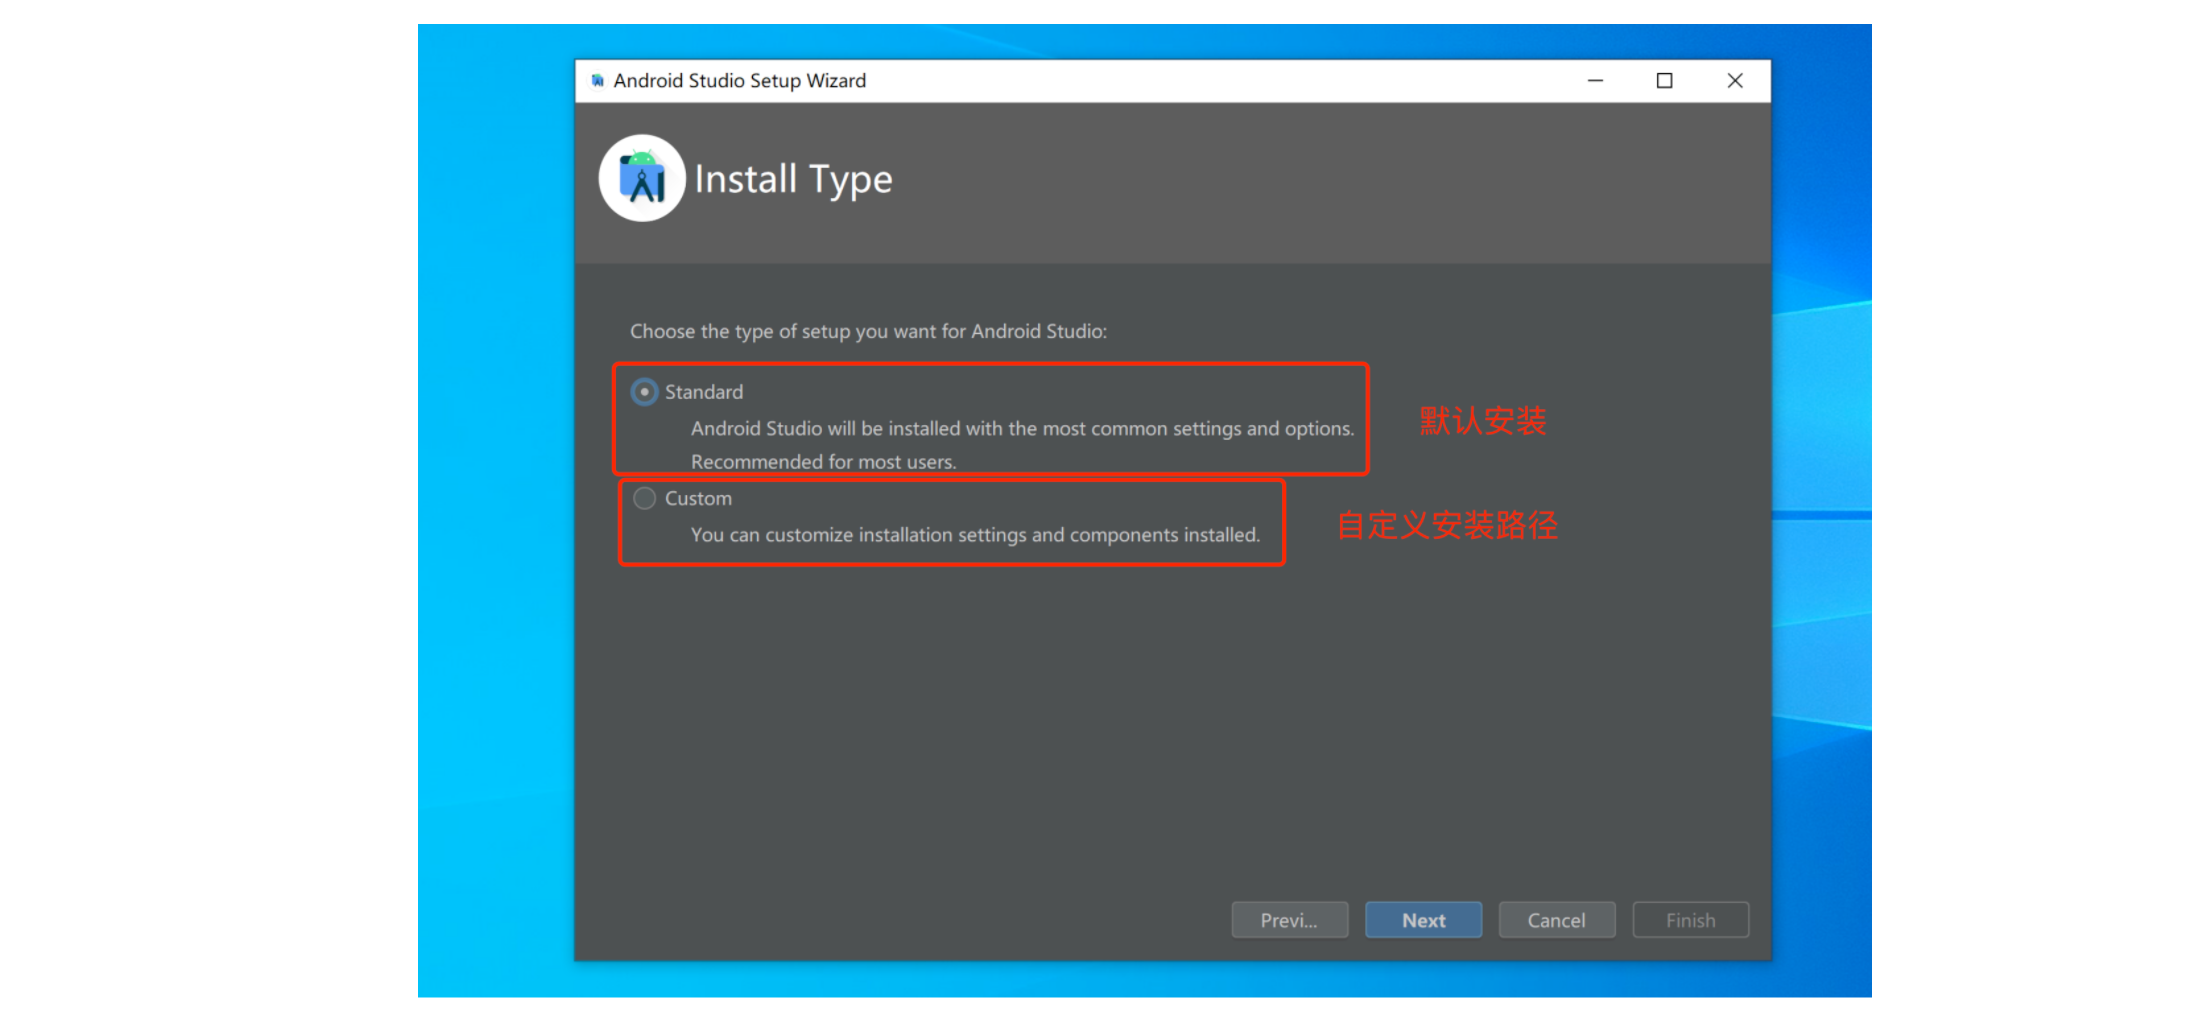 Android Studio Setup Wizard
Install Type
Choose the type of setup you want for Android Studio:
Standard
Android Studio will be installed with the most common settings and options.
Recommended for most users.
默认安装
Custom
You can customize installation settings and components installed.
自定义安装路径
Previ...
Next
Cancel
Finish